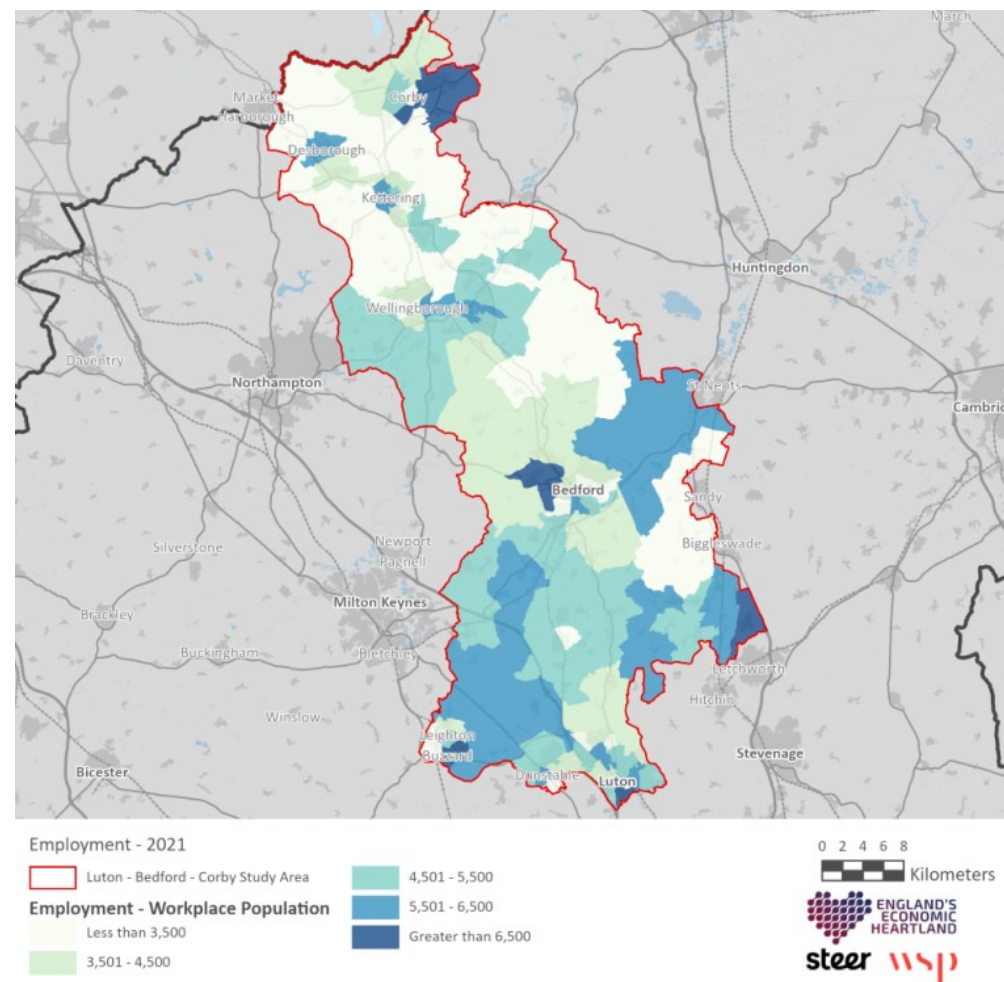 March
Market
Harborough
Corby
Desborough
Kettering
Huntingdon
Wellingborough
Daventry
Northampton
St Neots
Bedford
Sandy
Silverstone
Newport
Pagnell
Biggleswade
Milton Keynes
Brackley
Buckingham
Bletchley
Letchworth
Hitchin
Winslow
Leighton
Buzzard
Stevenage
Bicester
Dunstable
Luton
Employment - 2021
Luton - Bedford - Corby Study Area
Employment - Workplace Population
Less than 3,500
3,501 - 4,500
4,501 - 5,500
5,501 - 6,500
Greater than 6,500
0 2 4 6 8
Kilometers
ENGLAND'S
ECONOMIC
HEARTLAND
steer wsp